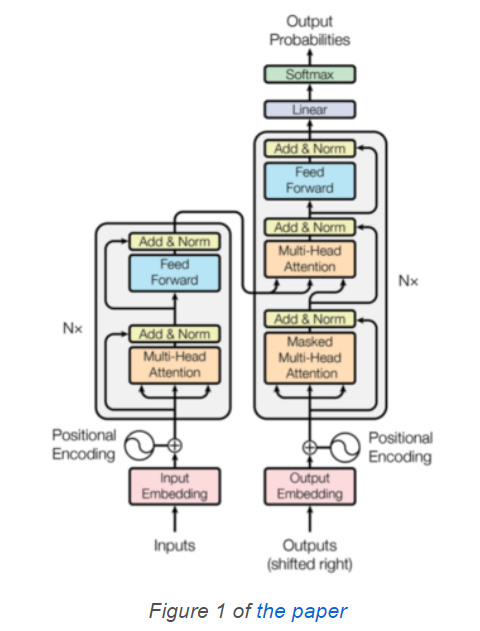 Output
Probabilities
Softmax
Linear
Add & Norm
Feed
Forward
Add & Norm
Multi-Head
Attention
Add & Norm
Masked
Multi-Head
Attention
Nx
Add & Norm
Feed
Forward
Add & Norm
Multi-Head
Attention
Nx
Positional
Encoding
Positional
Encoding
Input
Embedding
Output
Embedding
Inputs
Outputs
(shifted right)
Figure 1 of the paper